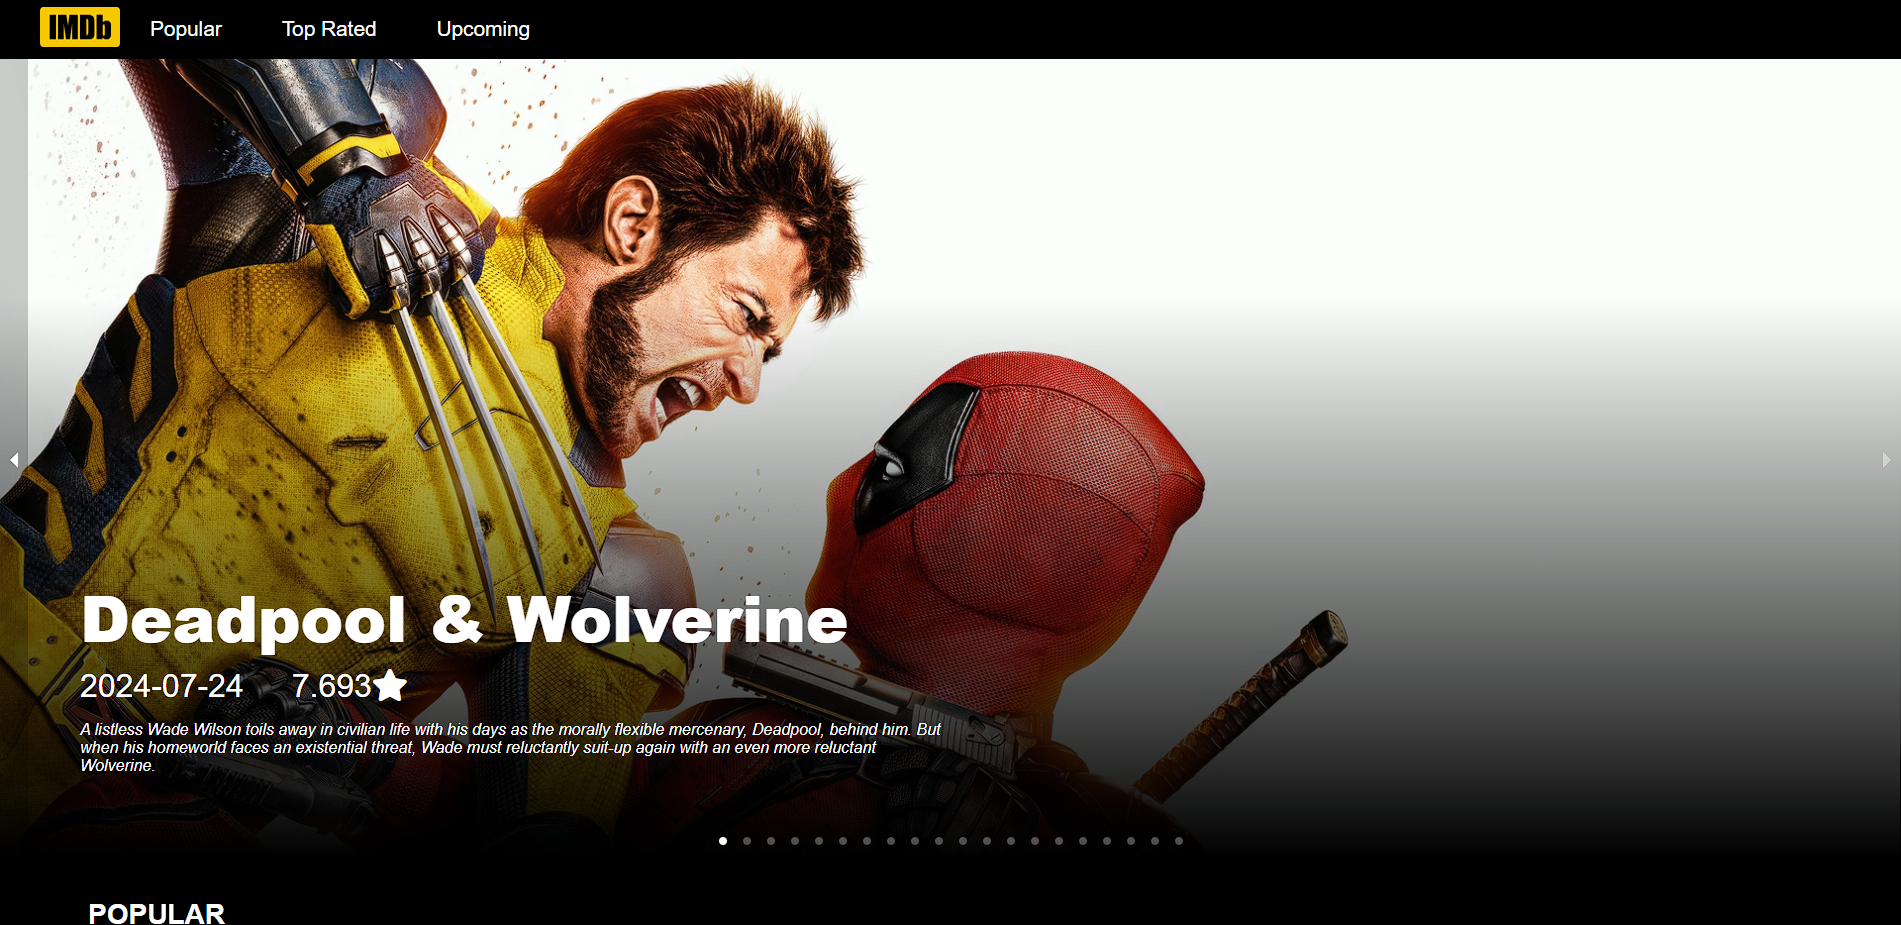 IMDb Popular Top Rated Upcoming
Deadpool & Wolverine
2024-07-24 7.693
A listless Wade Wilson toils away in civilian life with his days as the morally flexible mercenary, Deadpool, behind him. But
when his homeworld faces an existential threat, Wade must reluctantly suit-up again with an even more reluctant
Wolverine.
POPULAR